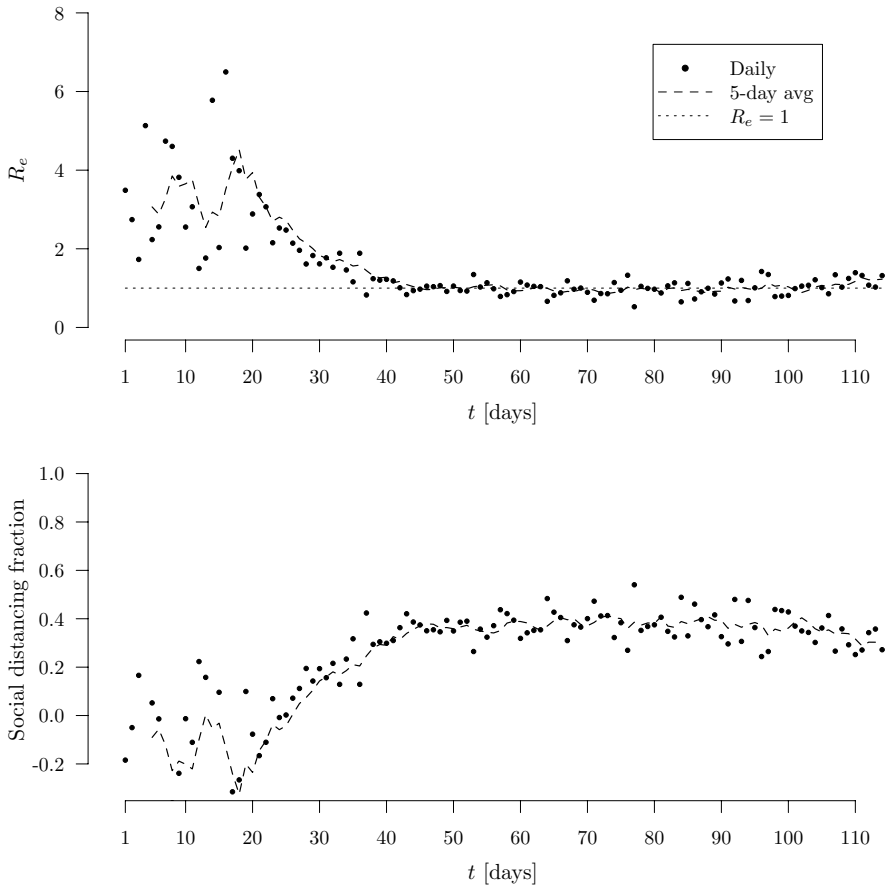 8
6
4
2
0
R_e
Daily
5-day avg
R_e = 1
1 10 20 30 40 50 60 70 80 90 100 110
t [days]
1.0
0.8
0.6
0.4
0.2
0.0
-0.2
Social distancing fraction
1 10 20 30 40 50 60 70 80 90 100 110
t [days]